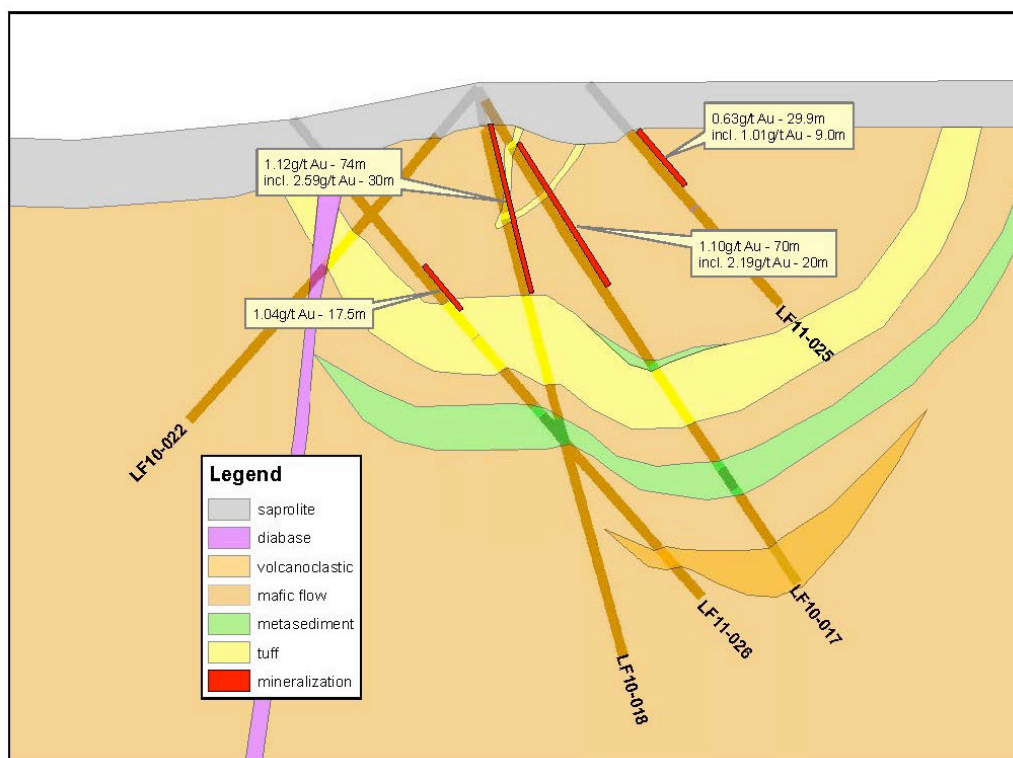 0.63g/t Au - 29.9m
incl. 1.01g/t Au - 9.0m
1.12g/t Au - 74m
incl. 2.59g/t Au - 30m
1.10g/t Au - 70m
incl. 2.19g/t Au - 20m
1.04g/t Au - 17.5m
LF11-025
LF10-022
LF10-017
LF11-026
LF10-018
Legend
saprolite
diabase
volcanoclastic
mafic flow
metasediment
tuff
mineralization